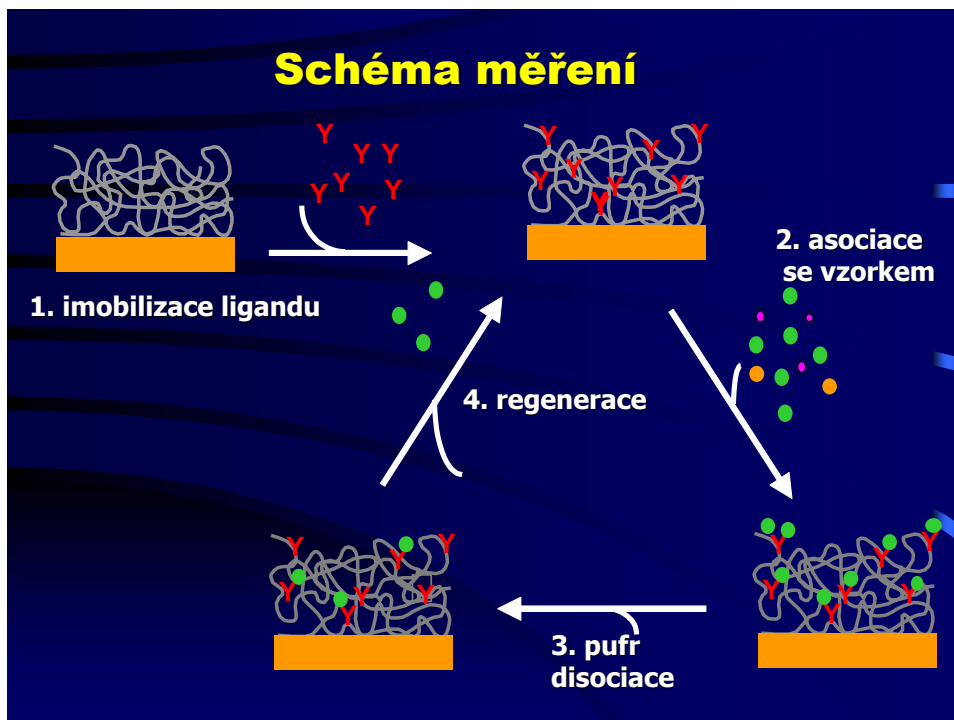 Schéma měření
1. imobilizace ligandu
2. asociace
se vzorkem
4. regenerace
3. pufr
disociace